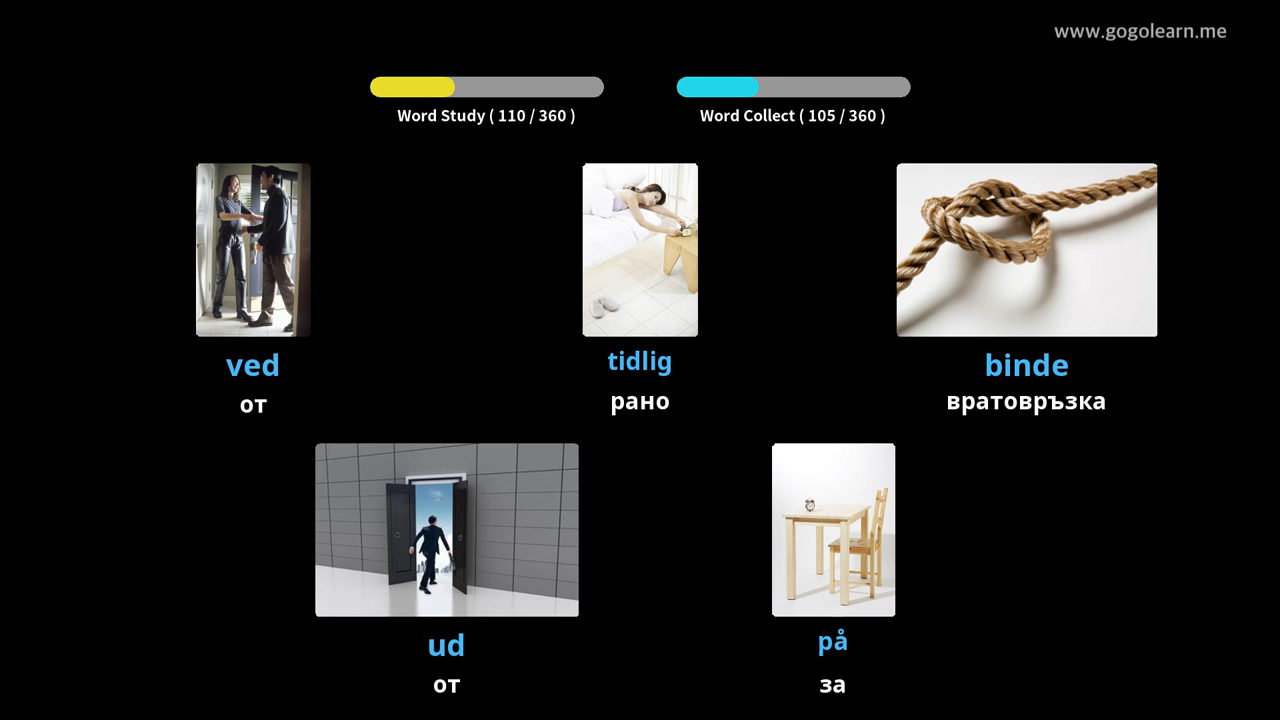 www.gogolearn.me
Word Study ( 110 / 360 )
Word Collect ( 105 / 360 )
ved
от
tidlig
рано
binde
вратовръзка
ud
от
på
за